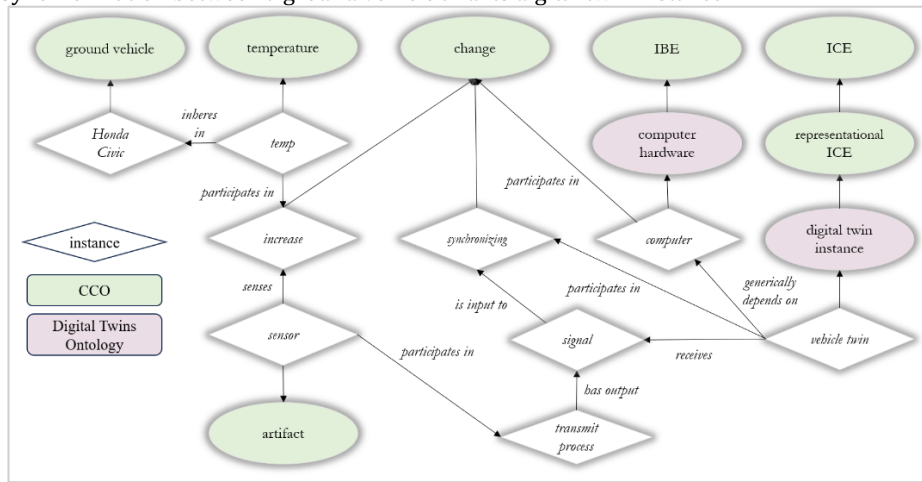 ground vehicle
temperature
change
IBE
ICE
Honda
Civic
inheres
in
temp
computer
hardware
representational
ICE
participates in
participates in
instance
increase
synchronizing
computer
digital twin
instance
CCO
senses
is input to
participates in
generically
depends on
Digital Twins
Ontology
sensor
participates in
signal
receives
vehicle twin
has output
artifact
transmit
process